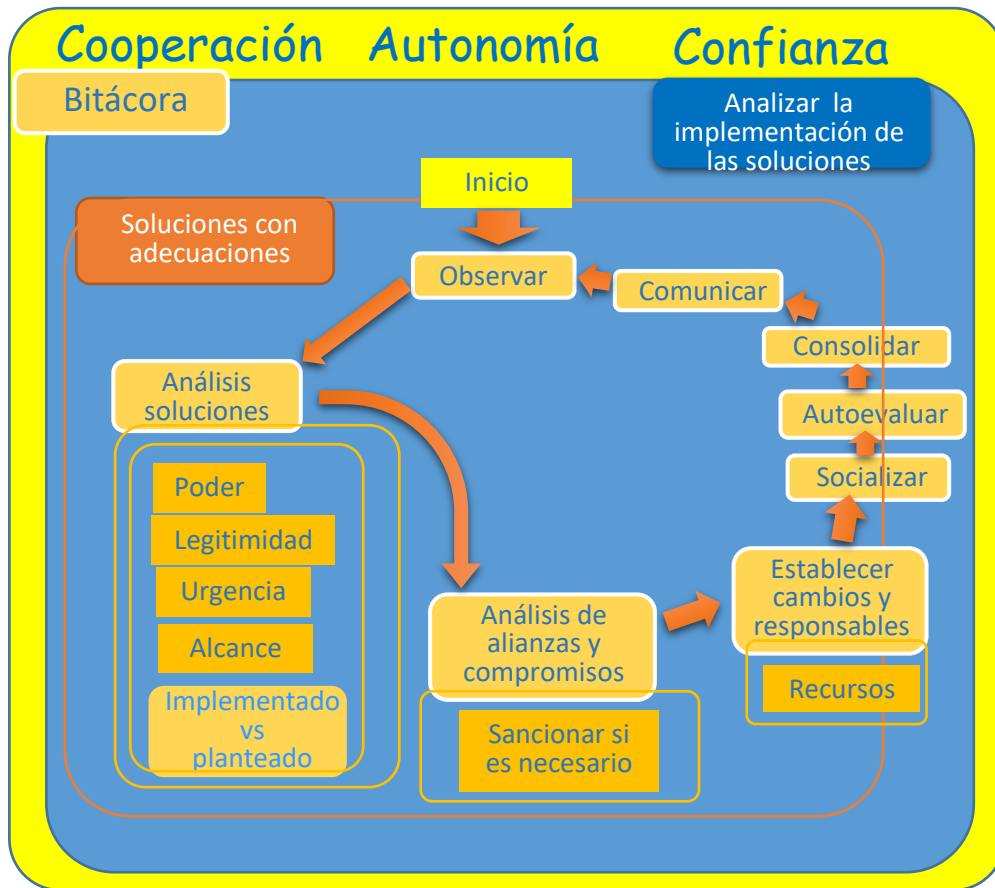 Cooperación Autonomía Confianza
Bitácora
Analizar la
implementación de
las soluciones
Inicio
Soluciones con
adecuaciones
Observar
Comunicar
Consolidar
Análisis
soluciones
Autoevaluar
Socializar
Poder
Legitimidad
Urgencia
Alcance
Implementado
vs
planteado
Análisis de
alianzas y
compromisos
Sancionar si
es necesario
Establecer
cambios y
responsables
Recursos